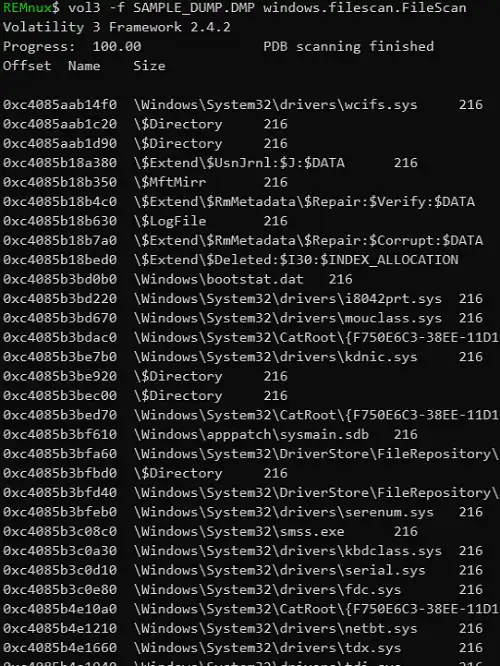 REMnux$ vol3 -f SAMPLE_DUMP.DMP windows.filescan.FileScan
Volatility 3 Framework 2.4.2
Progress:  100.00               PDB scanning finished
Offset  Name    Size

0xc4085aab14f0  \Windows\System32\drivers\wcifs.sys     216
0xc4085aab1c20  \$Directory     216
0xc4085aab1d90  \$Directory     216
0xc4085b18a380  \$Extend\$UsnJrnl:$J:$DATA      216
0xc4085b18b350  \$MftMirr       216
0xc4085b18b4c0  \$Extend\$RmMetadata\$Repair:$Verify:$DATA
0xc4085b18b630  \$LogFile       216
0xc4085b18b7a0  \$Extend\$RmMetadata\$Repair:$Corrupt:$DATA
0xc4085b18bed0  \$Extend\$Deleted:$I30:$INDEX_ALLOCATION
0xc4085b3bd0b0  \Windows\bootstat.dat   216
0xc4085b3bd220  \Windows\System32\drivers\i8042prt.sys  216
0xc4085b3bd670  \Windows\System32\drivers\mouclass.sys  216
0xc4085b3bdac0  \Windows\System32\CatRoot\{F750E6C3-38EE-11D1
0xc4085b3be7b0  \Windows\System32\drivers\kdnic.sys     216
0xc4085b3be920  \$Directory     216
0xc4085b3bec00  \$Directory     216
0xc4085b3bed70  \Windows\System32\CatRoot\{F750E6C3-38EE-11D1
0xc4085b3bf610  \Windows\apppatch\sysmain.sdb   216
0xc4085b3bfa60  \Windows\System32\DriverStore\FileRepository\
0xc4085b3bfbd0  \$Directory     216
0xc4085b3bfd40  \Windows\System32\DriverStore\FileRepository\
0xc4085b3bfeb0  \Windows\System32\drivers\serenum.sys   216
0xc4085b3c08c0  \Windows\System32\smss.exe      216
0xc4085b3c0a30  \Windows\System32\drivers\kbdclass.sys  216
0xc4085b3c0d10  \Windows\System32\drivers\serial.sys    216
0xc4085b3c0e80  \Windows\System32\drivers\fdc.sys       216
0xc4085b4e10a0  \Windows\System32\CatRoot\{F750E6C3-38EE-11D1
0xc4085b4e1210  \Windows\System32\drivers\netbt.sys     216
0xc4085b4e1660  \Windows\System32\drivers\tdx.sys       216